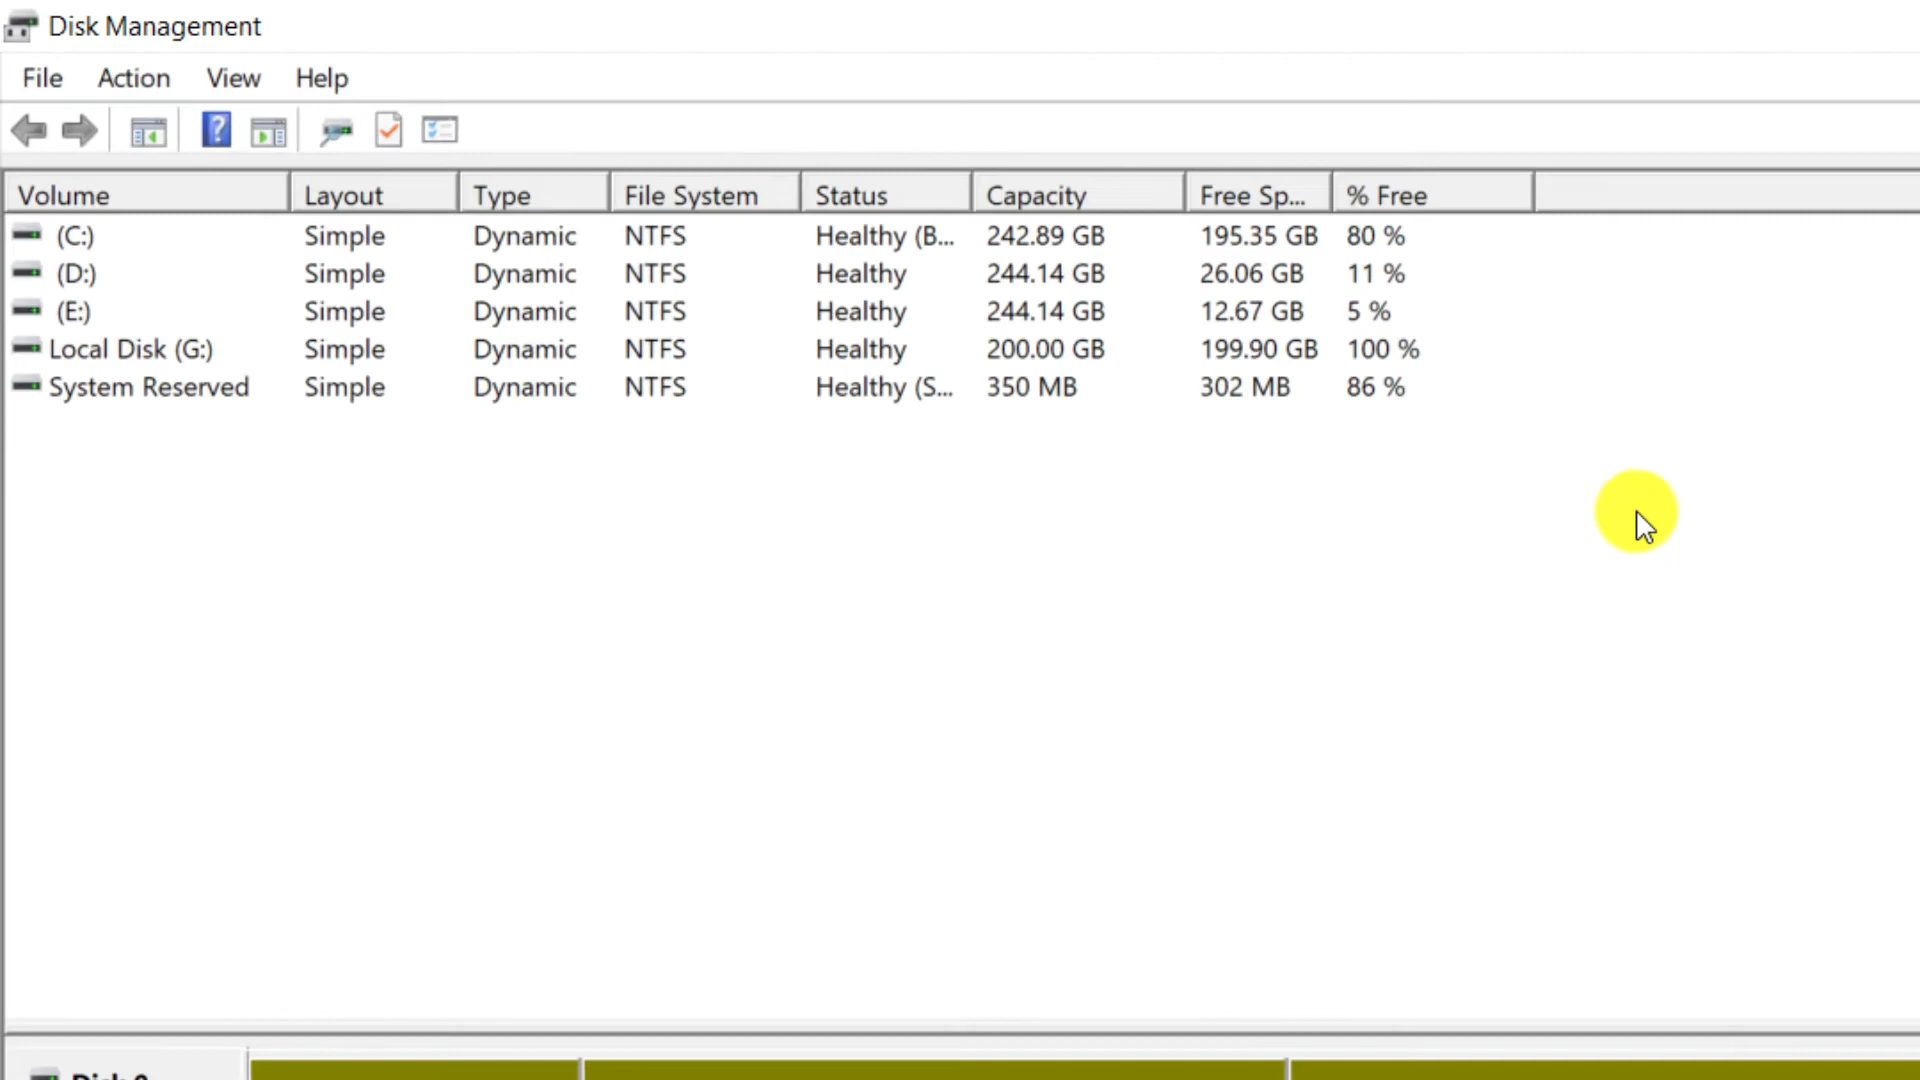 Disk Management
File Action View Help
Volume Layout Type File System Status Capacity Free Sp... % Free
(C:) Simple Dynamic NTFS Healthy (B... 242.89 GB 195.35 GB 80 %
(D:) Simple Dynamic NTFS Healthy 244.14 GB 26.06 GB 11 %
(E:) Simple Dynamic NTFS Healthy 244.14 GB 12.67 GB 5 %
Local Disk (G:) Simple Dynamic NTFS Healthy 200.00 GB 199.90 GB 100 %
System Reserved Simple Dynamic NTFS Healthy (S... 350 MB 302 MB 86 %
Disk